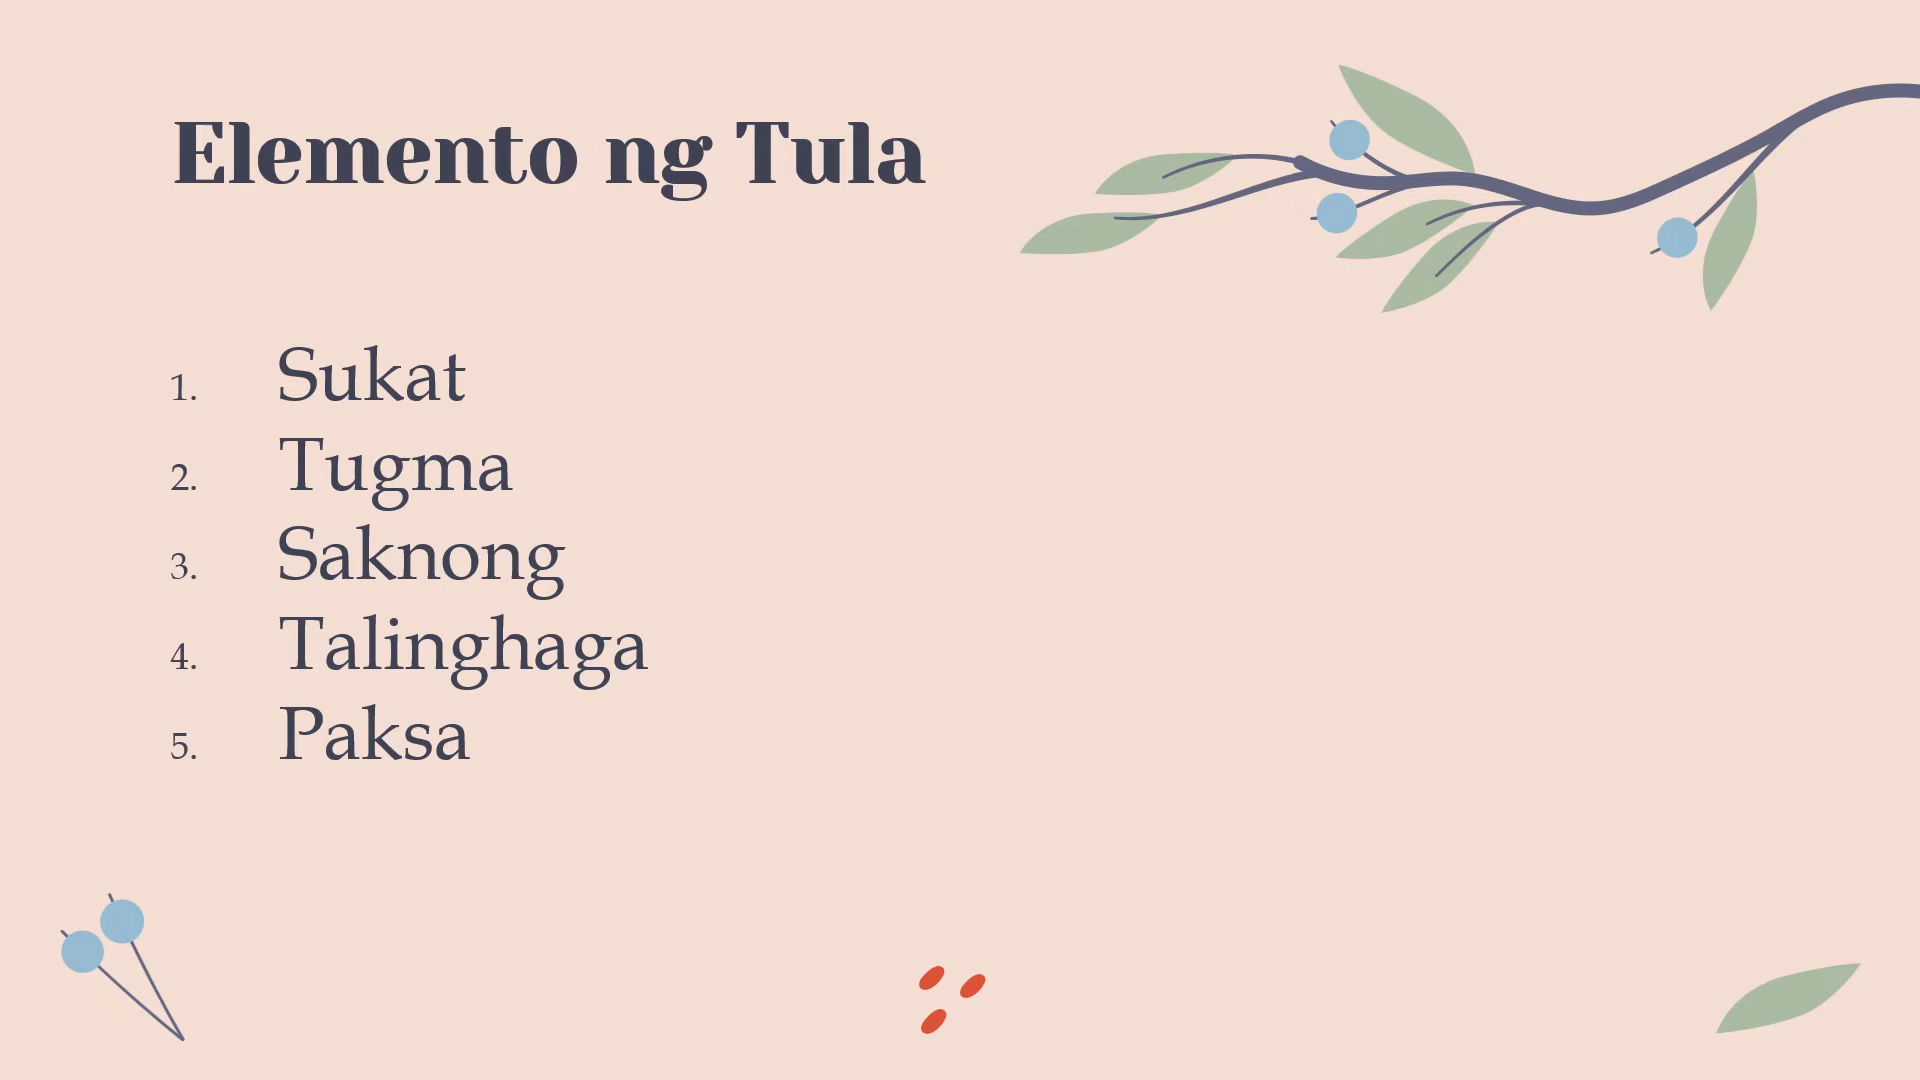 Elemento ng Tula
1. Sukat
2. Tugma
3. Saknong
4. Talinghaga
5. Paksa